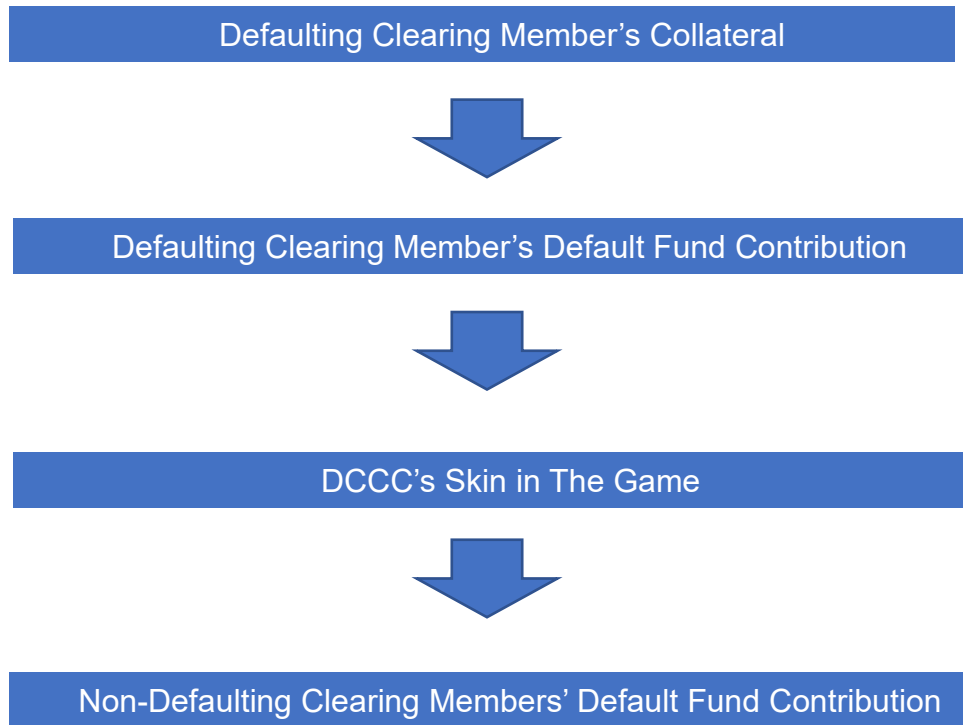 Defaulting Clearing Member’s Collateral
Defaulting Clearing Member’s Default Fund Contribution
DCCC’s Skin in The Game
Non-Defaulting Clearing Members’ Default Fund Contribution